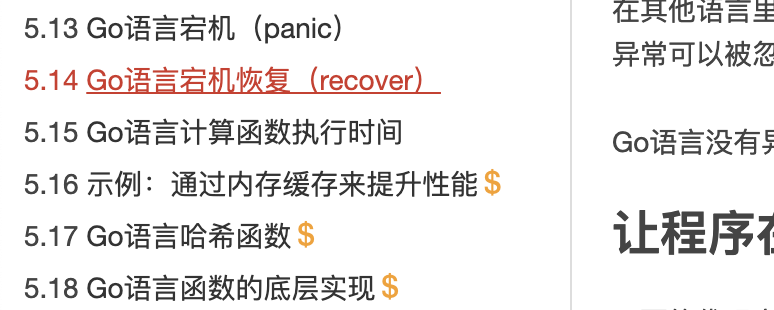 5.13 Go语言宕机（panic）
5.14 Go语言宕机恢复（recover）
5.15 Go语言计算函数执行时间
5.16 示例：通过内存缓存来提升性能 $
5.17 Go语言哈希函数 $
5.18 Go语言函数的底层实现 $
在其他语言里
异常可以被忽
Go语言没有异
让程序在